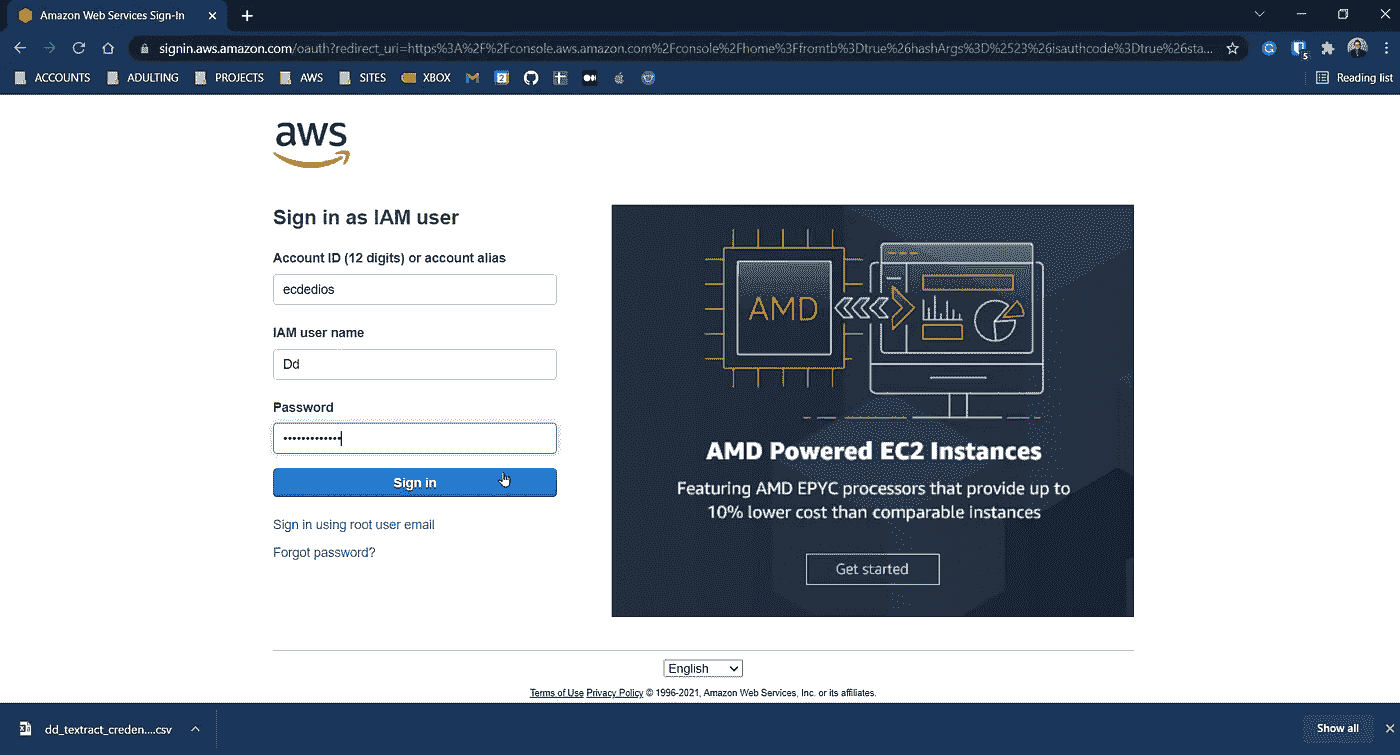 Amazon Web Services Sign-In
signin.aws.amazon.com/oauth?redirect_uri=https%3A%2F%2Fconsole.aws.amazon.com%2Fconsole%2Fhome%3Ffromtb%3Dtrue%26hashArgs%3D%2523%26isauthcode%3Dtrue%26sta...
5
ACCOUNTS ADULTING PROJECTS AWS SITES XBOX Reading list
aws
Sign in as IAM user
Account ID (12 digits) or account alias
ecdedios
IAM user name
Dd
Password
•••••••••••••
Sign in
Sign in using root user email
Forgot password?
AMD
AMD Powered EC2 Instances
Featuring AMD EPYC processors that provide up to
10% lower cost than comparable instances
Get started
English
Terms of Use Privacy Policy © 1996-2021, Amazon Web Services, Inc. or its affiliates.
dd_textract_creden....csv
Show all